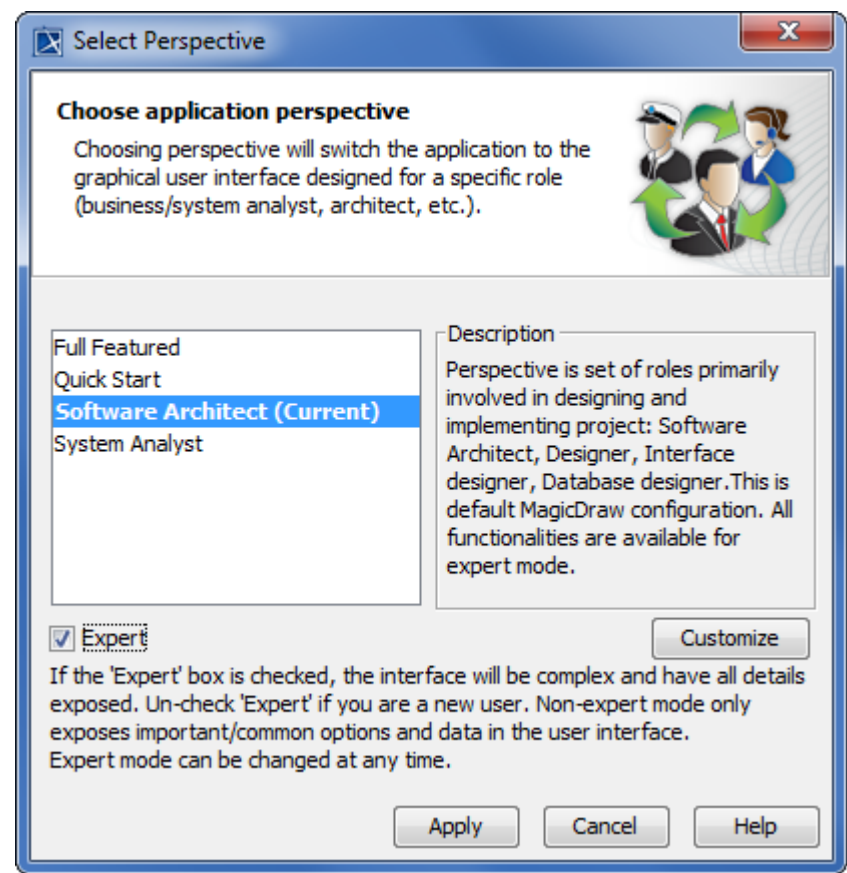 Select Perspective
Choose application perspective
Choosing perspective will switch the application to the
graphical user interface designed for a specific role
(business/system analyst, architect, etc.).
Full Featured
Quick Start
Software Architect (Current)
System Analyst
Description
Perspective is set of roles primarily
involved in designing and
implementing project: Software
Architect, Designer, Interface
designer, Database designer.This is
default MagicDraw configuration. All
functionalities are available for
expert mode.
Expert
Customize
If the 'Expert' box is checked, the interface will be complex and have all details
exposed. Un-check 'Expert' if you are a new user. Non-expert mode only
exposes important/common options and data in the user interface.
Expert mode can be changed at any time.
Apply
Cancel
Help